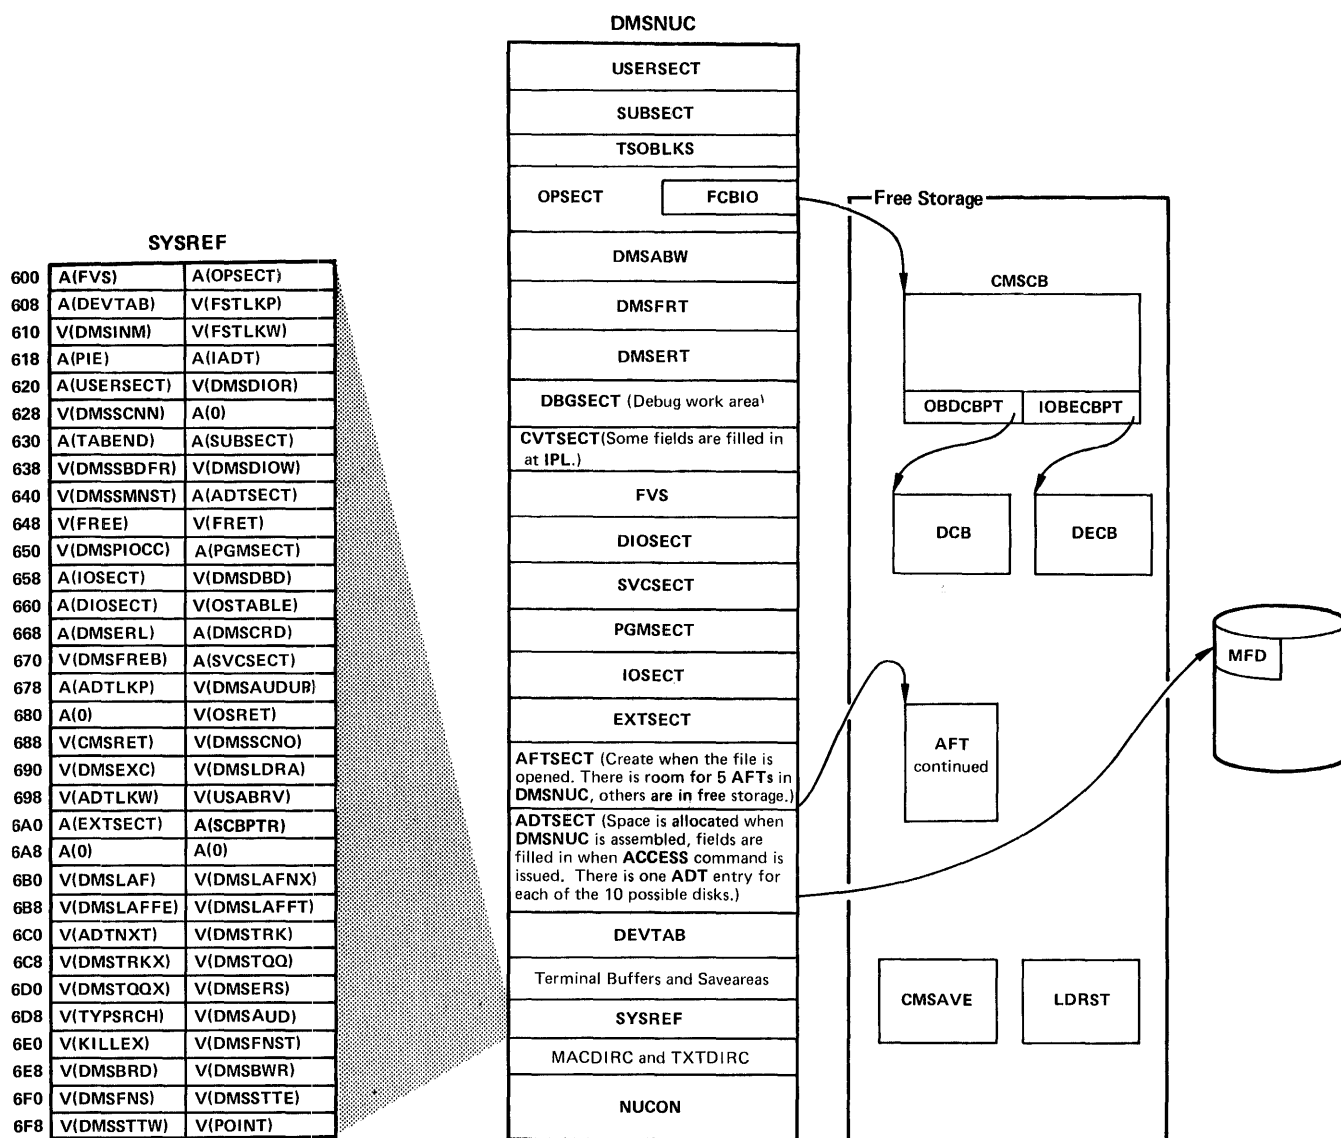 DMSNUC
USERSECT
SUBSECT
TSOBLKS
OPSECT FCBIO
DMSABW
DMSFRT
DMSERT
DBGSECT (Debug work area)
CVTSECT(Some fields are filled in
at IPL.)
FVS
DIOSECT
SVCSECT
PGMSECT
IOSECT
EXTSECT
AFTSECT (Create when the file is
opened. There is room for 5 AFTs in
DMSNUC, others are in free storage.)
ADTSECT (Space is allocated when
DMSNUC is assembled, fields are
filled in when ACCESS command is
issued. There is one ADT entry for
each of the 10 possible disks.)
DEVTAB
Terminal Buffers and Saveareas
SYSREF
MACDIRC and TXTDIRC
NUCON
SYSREF
600 A(FVS) A(OPSECT)
608 A(DEVTAB) V(FSTLKP)
610 V(DMSINM) V(FSTLKW)
618 A(PIE) A(IADT)
620 A(USERSECT) V(DMSDIOR)
628 V(DMSSCNN) A(0)
630 A(TABEND) A(SUBSECT)
638 V(DMSSBDFR) V(DMSDIOW)
640 V(DMSSMNST) A(ADTSECT)
648 V(FREE) V(FRET)
650 V(DMSPIOCC) A(PGMSECT)
658 A(IOSECT) V(DMSDBD)
660 A(DIOSECT) V(OSTABLE)
668 A(DMSERL) A(DMSCRD)
670 V(DMSFREB) A(SVCSECT)
678 A(ADTLKP) V(DMSAUDUP)
680 A(0) V(OSRET)
688 V(CMSRET) V(DMSSCNO)
690 V(DMSEXC) V(DMSLDRA)
698 V(ADTLKW) V(USABRV)
6A0 A(EXTSECT) A(SCBPTR)
6A8 A(0) A(0)
6B0 V(DMSLAF) V(DMSLAFNX)
6B8 V(DMSLAFFE) V(DMSLAFFT)
6C0 V(ADTNXT) V(DMSTRK)
6C8 V(DMSTRKX) V(DMSTQQ)
6D0 V(DMSTQQX) V(DMSERS)
6D8 V(TYPSRCH) V(DMSAUD)
6E0 V(KILLEX) V(DMSFNST)
6E8 V(DMSBRD) V(DMSBWR)
6F0 V(DMSFNS) V(DMSSTTE)
6F8 V(DMSSTTW) V(POINT)
Free Storage
CMSCB
OBDCBPT IOBECBPT
DCB DECB
AFT
continued
CMSAVE LDRST
MFD